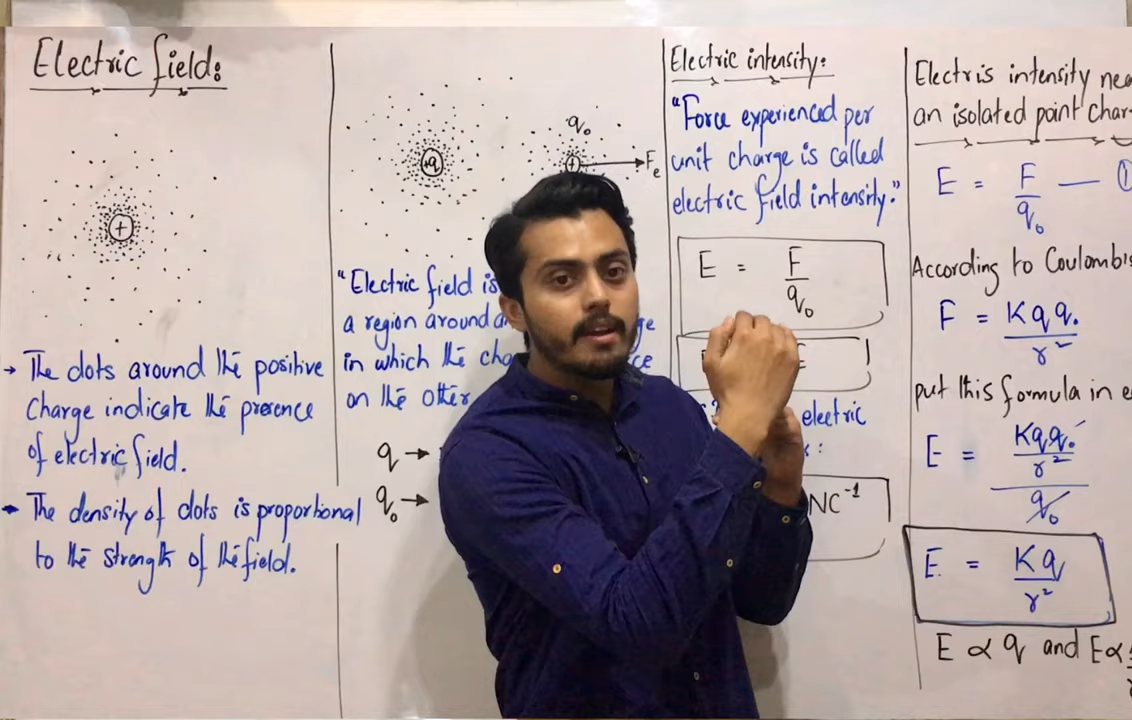 Electric field:
+
→ The dots around the positive
charge indicate the presence
of electric field.
→ The density of dots is proportional
to the strength of the field.
q
q₀
+
Fe
"Electric field is
a region around
in which the
on the other
q →
q₀ →
Electric intensity:
"Force experienced per
unit charge is called
electric field intensity."
E = F/q₀
electric
NC⁻¹
Electris intensity
an isolated point
E = F/q₀ — ①
According to
F = Kqq₀/r²
put this formula in
E = Kqq₀/r² / q₀
E = Kq/r²
E ∝ q and E ∝